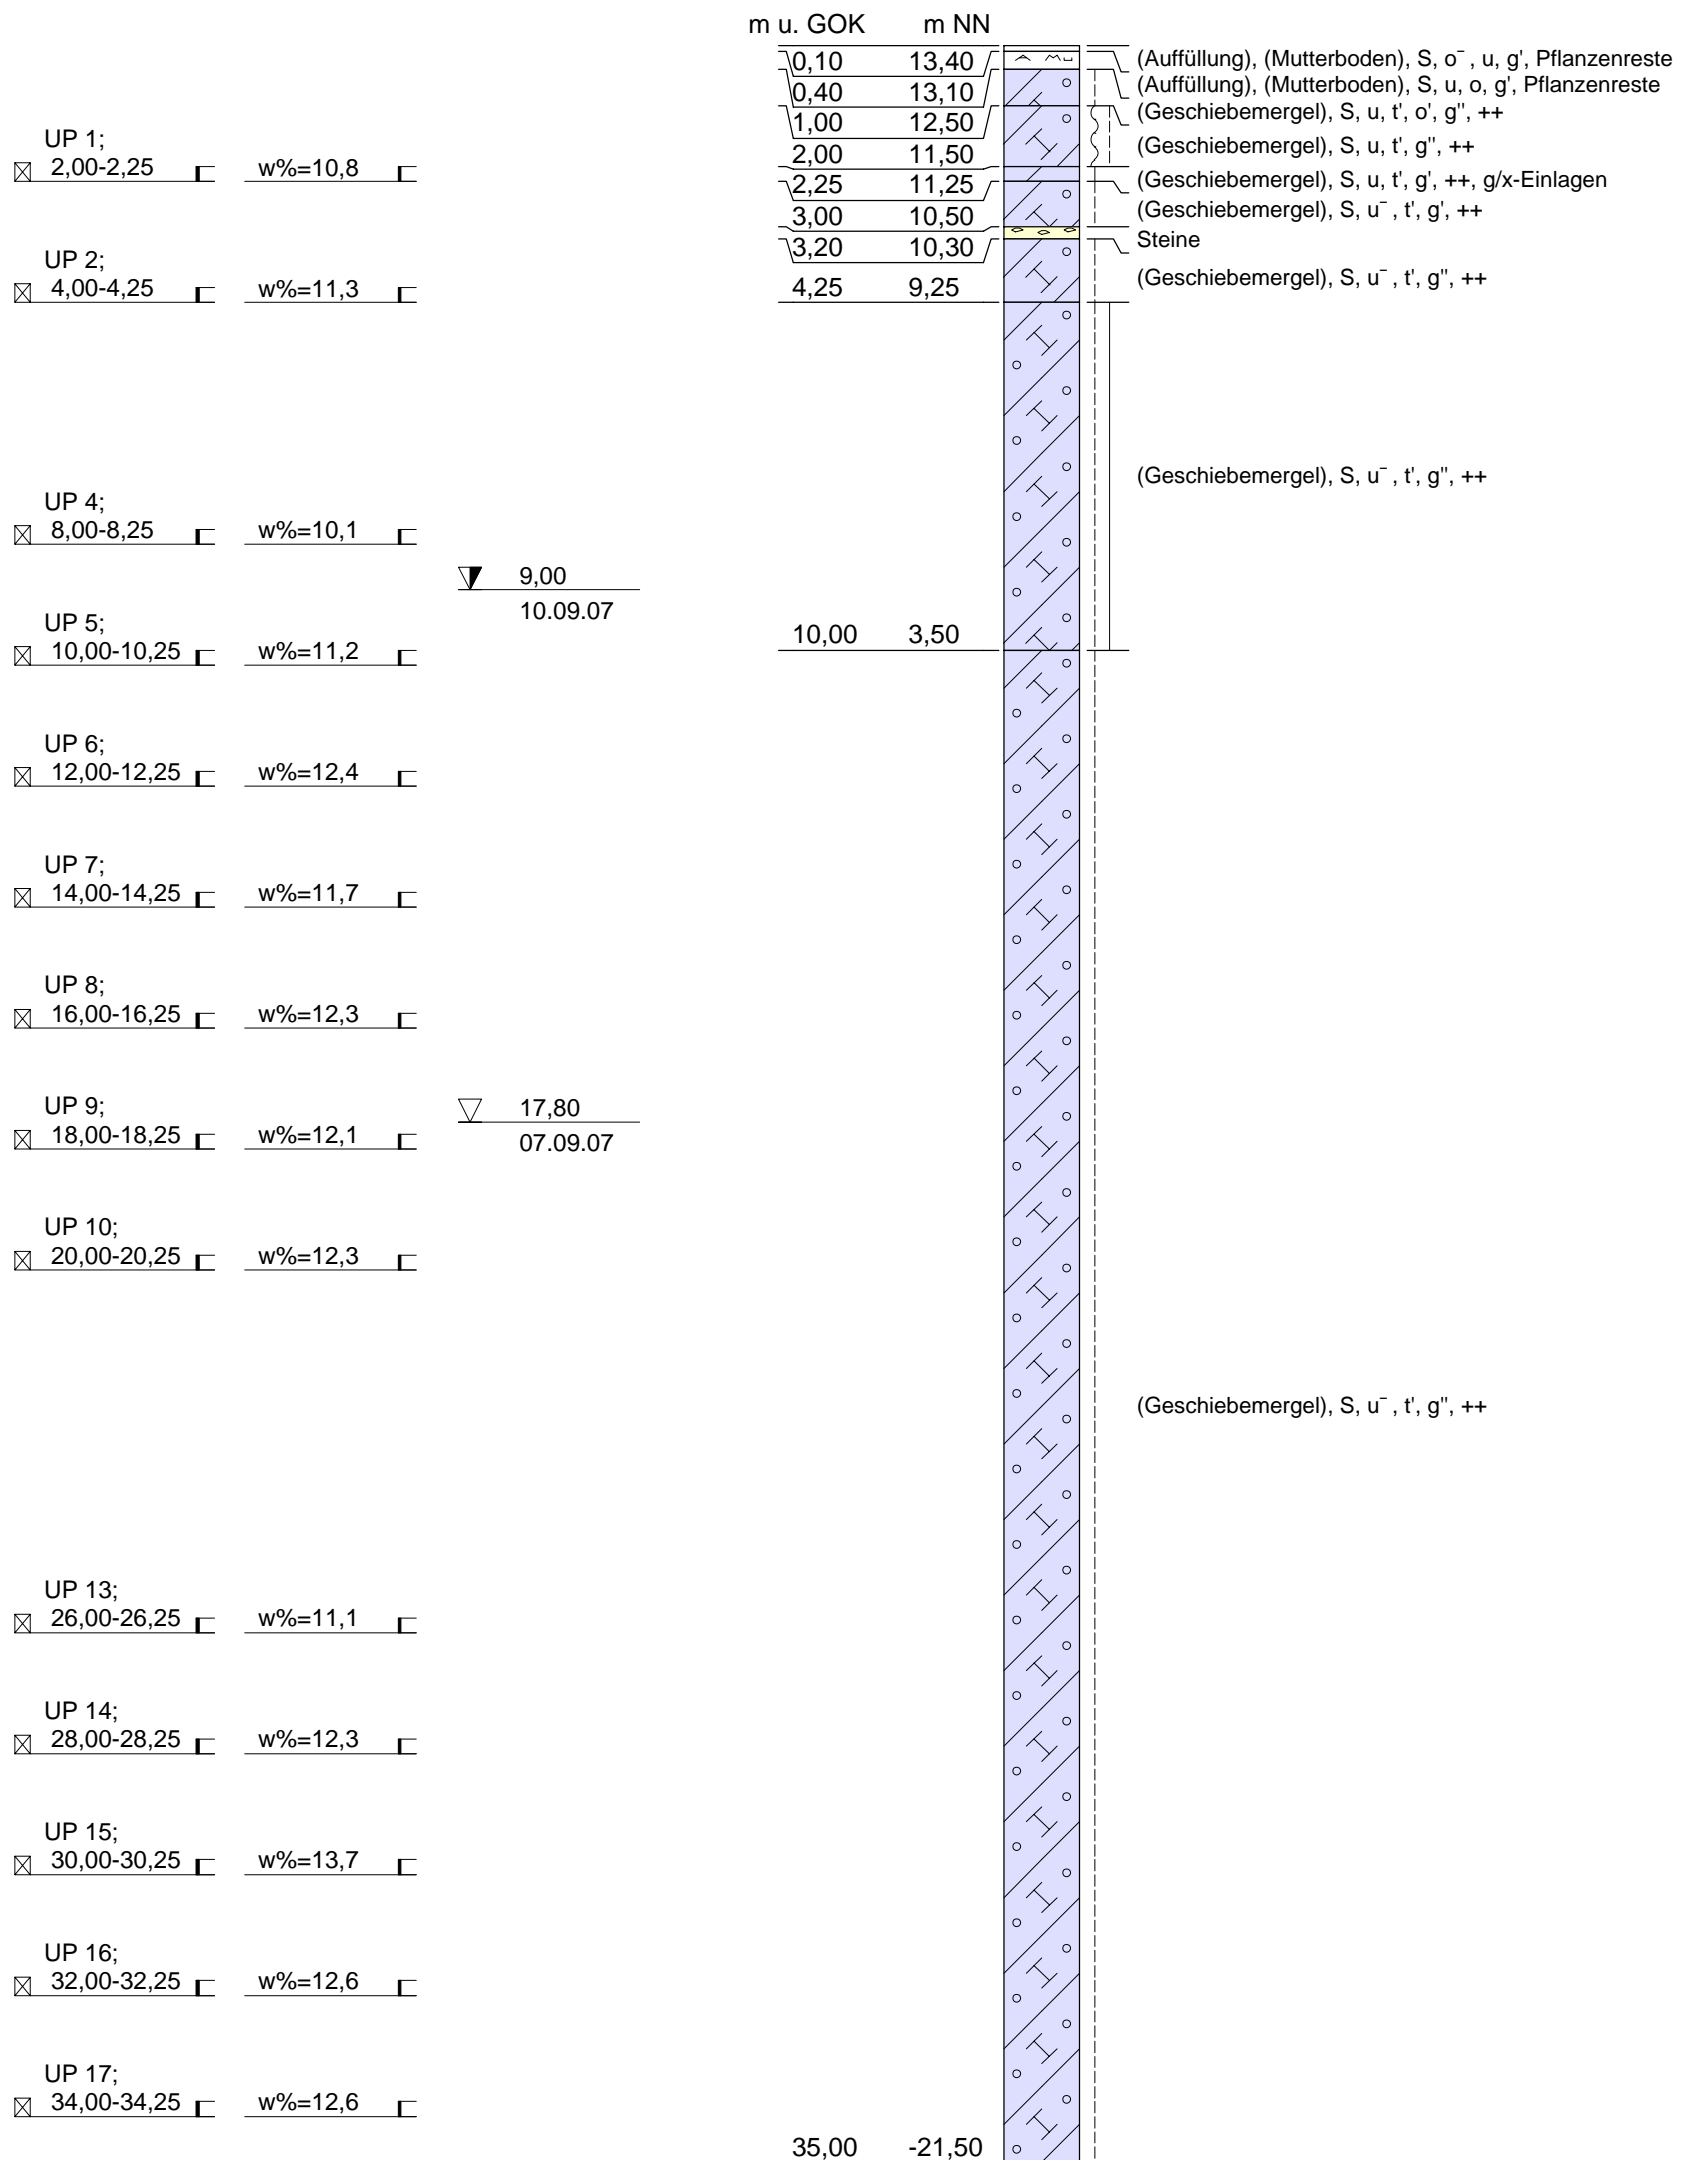 m u. GOK m NN
0,10 13,40 (Auffüllung), (Mutterboden), S, o¯ , u, g', Pflanzenreste
0,40 13,10 (Auffüllung), (Mutterboden), S, u, o, g', Pflanzenreste
1,00 12,50 (Geschiebemergel), S, u, t', o', g'', ++
UP 1;
2,00 11,50 (Geschiebemergel), S, u, t', g'', ++
2,00-2,25 w%=10,8
2,25 11,25 (Geschiebemergel), S, u, t', g', ++, g/x-Einlagen
3,00 10,50 (Geschiebemergel), S, u¯ , t', g', ++
3,20 10,30 Steine
UP 2;
4,00-4,25 w%=11,3
4,25 9,25 (Geschiebemergel), S, u¯ , t', g'', ++
(Geschiebemergel), S, u¯ , t', g'', ++
UP 4;
8,00-8,25 w%=10,1
9,00
10.09.07
UP 5;
10,00 3,50
10,00-10,25 w%=11,2
UP 6;
12,00-12,25 w%=12,4
UP 7;
14,00-14,25 w%=11,7
UP 8;
16,00-16,25 w%=12,3
UP 9;
17,80
18,00-18,25 w%=12,1
07.09.07
UP 10;
20,00-20,25 w%=12,3
(Geschiebemergel), S, u¯ , t', g'', ++
UP 13;
26,00-26,25 w%=11,1
UP 14;
28,00-28,25 w%=12,3
UP 15;
30,00-30,25 w%=13,7
UP 16;
32,00-32,25 w%=12,6
UP 17;
34,00-34,25 w%=12,6
35,00 -21,50